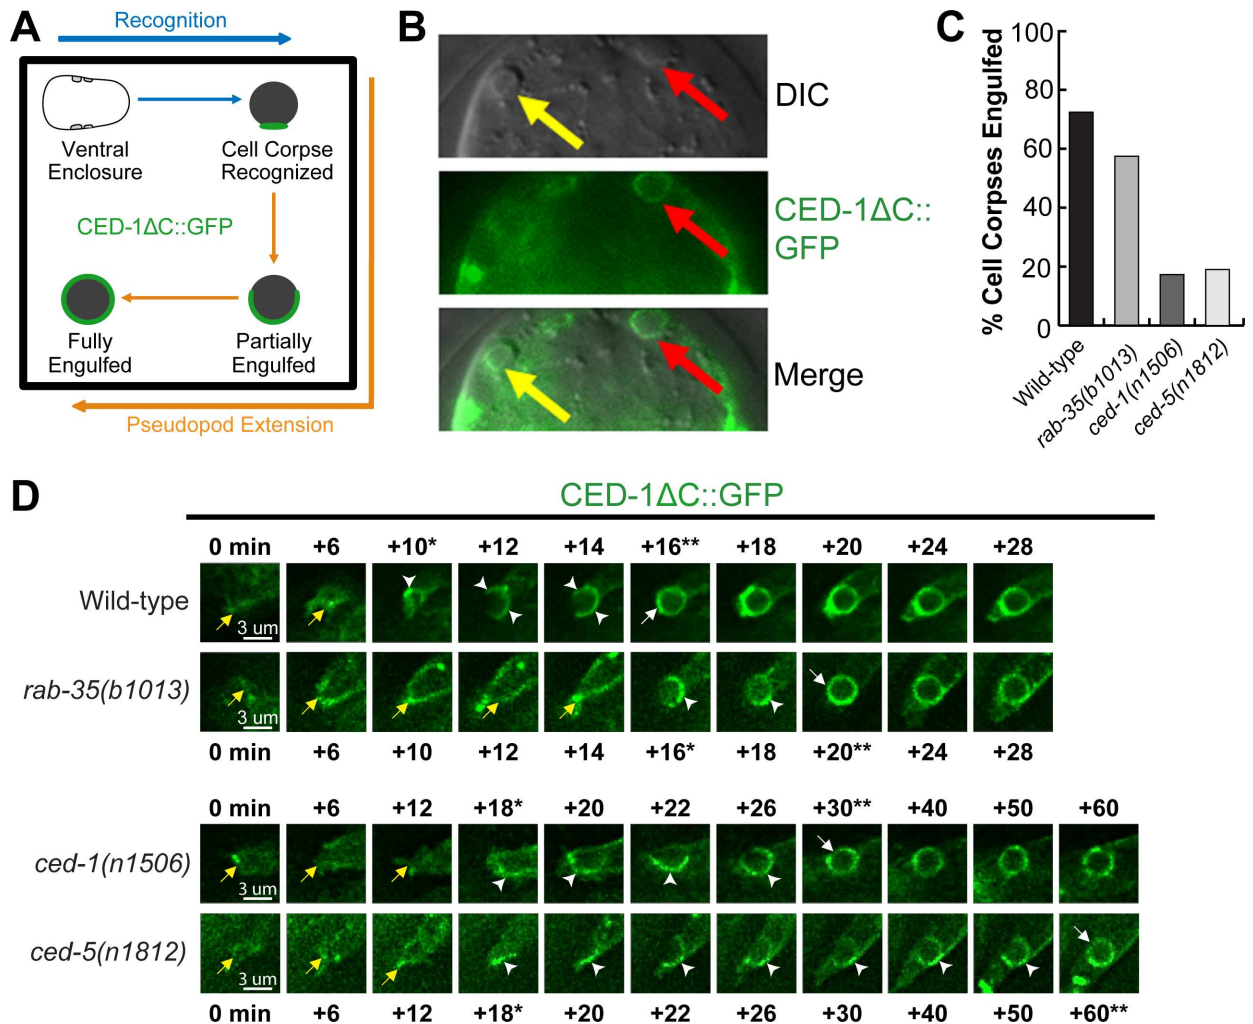 A
Recognition
Ventral
Enclosure
Cell Corpse
Recognized
CED-1ΔC::GFP
Fully
Engulfed
Partially
Engulfed
Pseudopod Extension
B
DIC
CED-1ΔC::
GFP
Merge
C
% Cell Corpses Engulfed
100
80
60
40
20
0
Wild-type
rab-35(b1013)
ced-1(n1506)
ced-5(n1812)
D
CED-1ΔC::GFP
0 min +6 +10* +12 +14 +16** +18 +20 +24 +28
Wild-type
3 um
rab-35(b1013)
3 um
0 min +6 +10 +12 +14 +16* +18 +20** +24 +28
0 min +6 +12 +18* +20 +22 +26 +30** +40 +50 +60
ced-1(n1506)
3 um
ced-5(n1812)
3 um
0 min +6 +12 +18* +20 +22 +26 +30 +40 +50 +60**